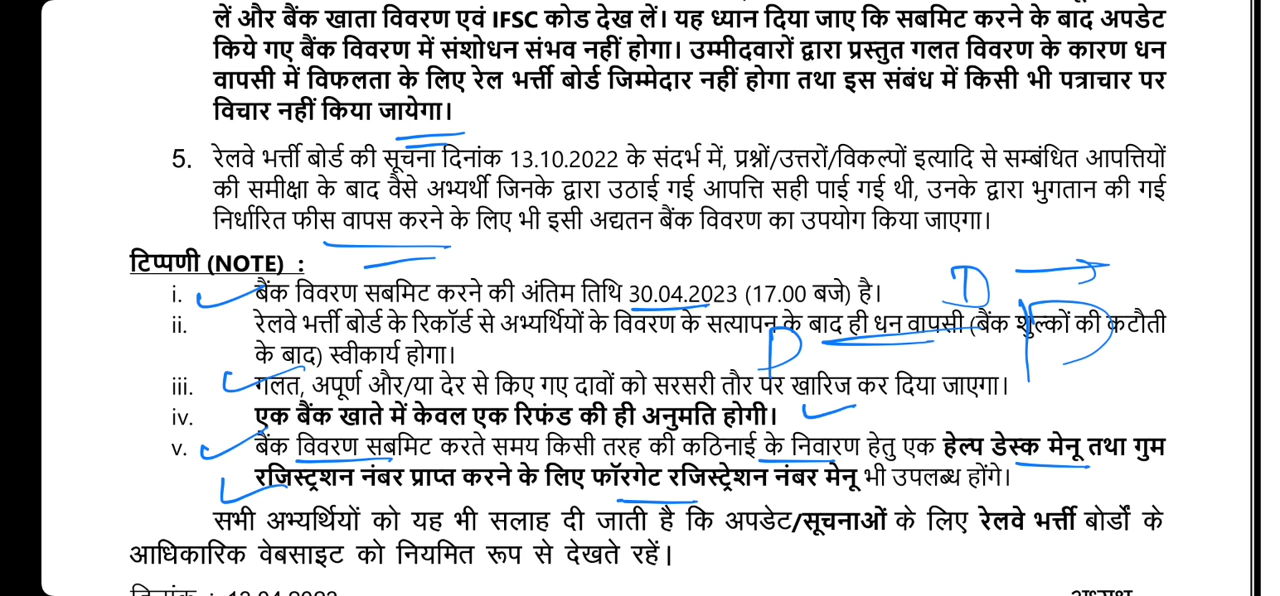 लें और बैंक खाता विवरण एवं IFSC कोड देख लें। यह ध्यान दिया जाए कि सबमिट करने के बाद अपडेट
किये गए बैंक विवरण में संशोधन संभव नहीं होगा। उम्मीदवारों द्वारा प्रस्तुत गलत विवरण के कारण धन
वापसी में विफलता के लिए रेल भर्त्ती बोर्ड जिम्मेदार नहीं होगा तथा इस संबंध में किसी भी पत्राचार पर
विचार नहीं किया जायेगा।
5. रेलवे भर्त्ती बोर्ड की सूचना दिनांक 13.10.2022 के संदर्भ में, प्रश्नों/उत्तरों/विकल्पों इत्यादि से सम्बंधित आपत्तियों
की समीक्षा के बाद वैसे अभ्यर्थी जिनके द्वारा उठाई गई आपत्ति सही पाई गई थी, उनके द्वारा भुगतान की गई
निर्धारित फीस वापस करने के लिए भी इसी अद्यतन बैंक विवरण का उपयोग किया जाएगा।
टिप्पणी (NOTE) :
i. बैंक विवरण सबमिट करने की अंतिम तिथि 30.04.2023 (17.00 बजे) है।
ii. रेलवे भर्त्ती बोर्ड के रिकॉर्ड से अभ्यर्थियों के विवरण के सत्यापन के बाद ही धन वापसी (बैंक शुल्कों की कटौती
के बाद) स्वीकार्य होगा।
iii. गलत, अपूर्ण और/या देर से किए गए दावों को सरसरी तौर पर खारिज कर दिया जाएगा।
iv. एक बैंक खाते में केवल एक रिफंड की ही अनुमति होगी।
v. बैंक विवरण सबमिट करते समय किसी तरह की कठिनाई के निवारण हेतु एक हेल्प डेस्क मेनू तथा गुम
रजिस्ट्रशन नंबर प्राप्त करने के लिए फॉरगेट रजिस्ट्रेशन नंबर मेनू भी उपलब्ध होंगे।
सभी अभ्यर्थियों को यह भी सलाह दी जाती है कि अपडेट/सूचनाओं के लिए रेलवे भर्त्ती बोर्डों के
आधिकारिक वेबसाइट को नियमित रूप से देखते रहें।